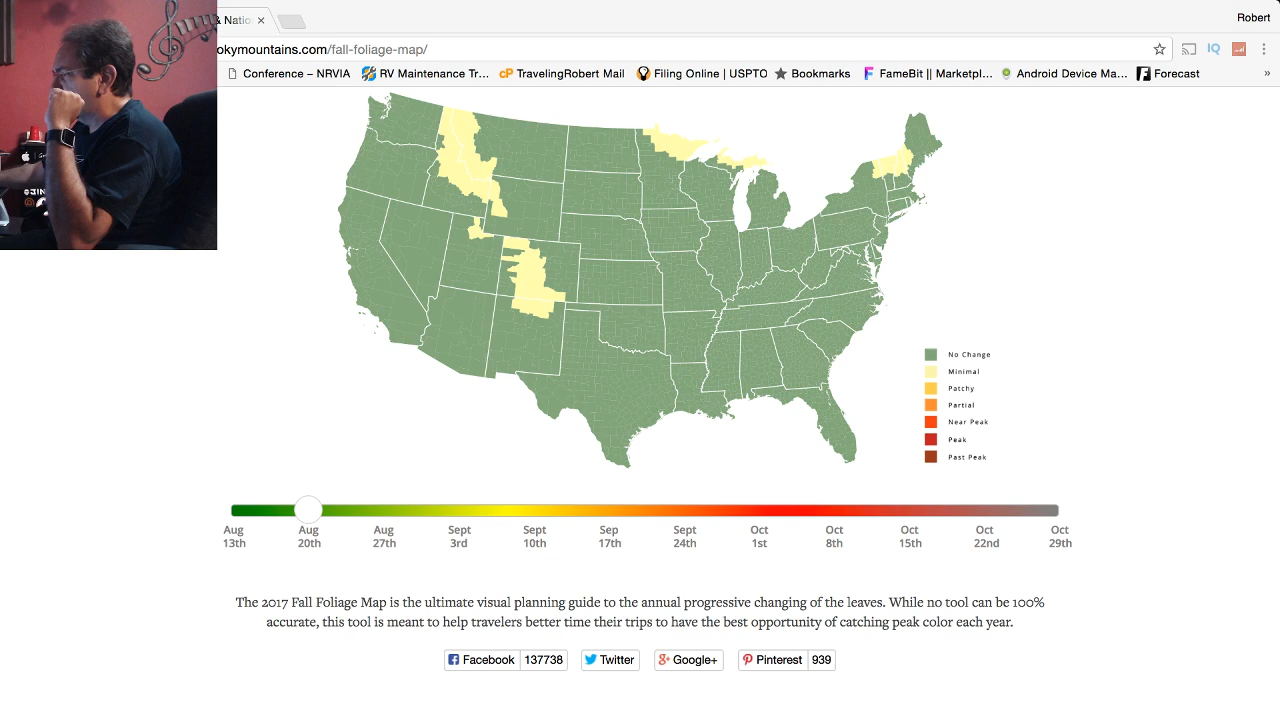 & Natio
Robert
okymountains.com/fall-foliage-map/
IQ
Conference – NRVIA
RV Maintenance Tr...
cP TravelingRobert Mail
Filing Online | USPTO
Bookmarks
FameBit || Marketpl...
Android Device Ma...
Forecast
»
No Change
Minimal
Patchy
Partial
Near Peak
Peak
Past Peak
Aug 13th
Aug 20th
Aug 27th
Sept 3rd
Sept 10th
Sep 17th
Sept 24th
Oct 1st
Oct 8th
Oct 15th
Oct 22nd
Oct 29th
The 2017 Fall Foliage Map is the ultimate visual planning guide to the annual progressive changing of the leaves. While no tool can be 100%
accurate, this tool is meant to help travelers better time their trips to have the best opportunity of catching peak color each year.
Facebook 137738
Twitter
Google+
Pinterest 939